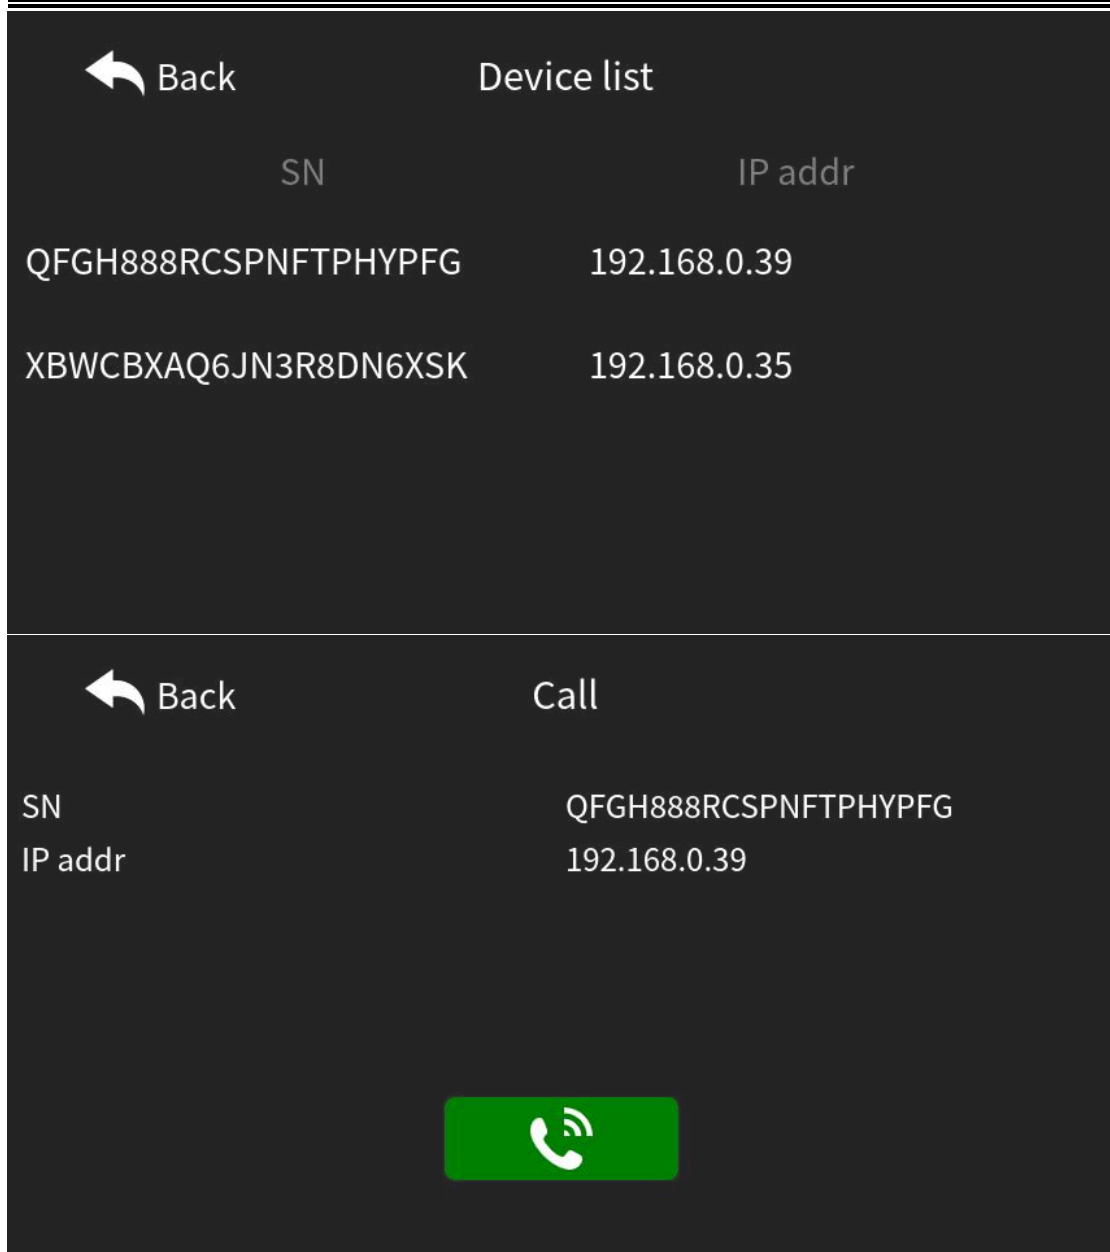 Back Device list
SN IP addr
QFGH888RCSPNFTPHYPFG 192.168.0.39
XBWCBXAQ6JN3R8DN6XSK 192.168.0.35
Back Call
SN QFGH888RCSPNFTPHYPFG
IP addr 192.168.0.39